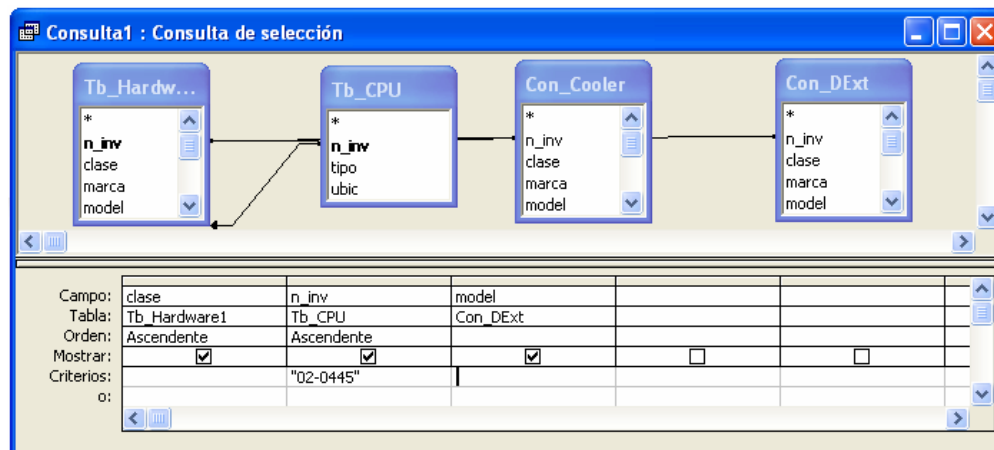 Consulta1 : Consulta de selección
Tb_Hardw...
*
n_inv
clase
marca
model
Tb_CPU
*
n_inv
tipo
ubic
Con_Cooler
*
n_inv
clase
marca
model
Con_DExt
*
n_inv
clase
marca
model
Campo: clase n_inv model
Tabla: Tb_Hardware1 Tb_CPU Con_DExt
Orden: Ascendente Ascendente
Mostrar:
Criterios: "02-0445"
o: